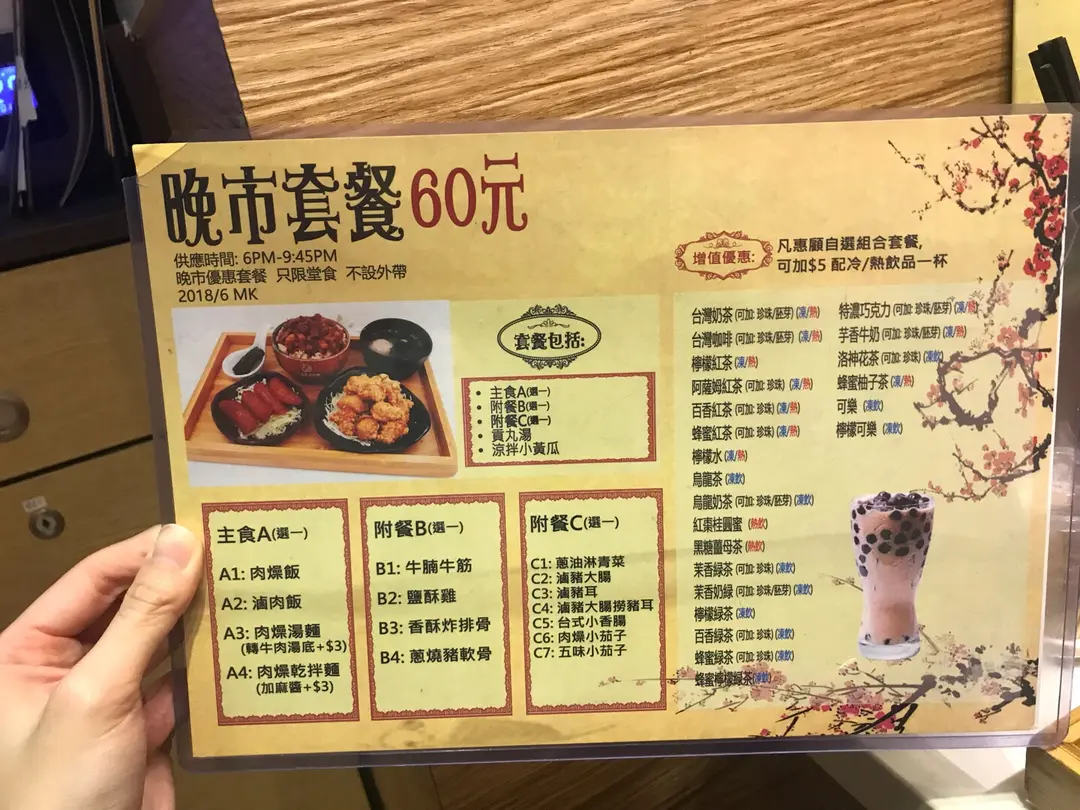 晚市套餐60元
供應時間: 6PM-9:45PM
晚市優惠套餐 只限堂食 不設外帶
2018/6 MK
套餐包括:
• 主食A(選一)
• 附餐B(選一)
• 附餐C(選一)
• 貢丸湯
• 涼拌小黃瓜
主食A(選一)
A1: 肉燥飯
A2: 滷肉飯
A3: 肉燥湯麵
(轉牛肉湯底+$3)
A4: 肉燥乾拌麵
(加麻醬+$3)
附餐B(選一)
B1: 牛腩牛筋
B2: 鹽酥雞
B3: 香酥炸排骨
B4: 蔥燒豬軟骨
附餐C(選一)
C1: 蔥油淋青菜
C2: 滷豬大腸
C3: 滷豬耳
C4: 滷豬大腸撈豬耳
C5: 台式小香腸
C6: 肉燥小茄子
C7: 五味小茄子
增值優惠:
凡惠顧自選組合套餐,
可加$5 配冷/熱飲品一杯
台灣奶茶 (可加: 珍珠/胚芽) (凍/熱)
台灣咖啡 (可加: 珍珠/胚芽) (凍/熱)
檸檬紅茶 (凍/熱)
阿薩姆紅茶 (可加: 珍珠) (凍/熱)
百香紅茶 (可加: 珍珠) (凍/熱)
蜂蜜紅茶 (可加: 珍珠) (凍/熱)
檸檬水 (凍/熱)
烏龍茶 (凍飲)
烏龍奶茶 (可加: 珍珠/胚芽) (凍飲)
紅棗桂圓蜜 (熱飲)
黑糖薑母茶 (熱飲)
茉香綠茶 (可加: 珍珠) (凍飲)
茉香奶綠 (可加: 珍珠/胚芽) (凍飲)
檸檬綠茶 (凍飲)
百香綠茶 (可加: 珍珠) (凍飲)
蜂蜜綠茶 (可加: 珍珠) (凍飲)
蜂蜜檸檬綠茶 (凍飲)
特濃巧克力 (可加: 珍珠/胚芽) (凍/熱)
芋香牛奶 (可加: 珍珠/胚芽) (凍/熱)
洛神花茶 (可加: 珍珠) (凍飲)
蜂蜜柚子茶 (凍/熱)
可樂 (凍飲)
檸檬可樂 (凍飲)